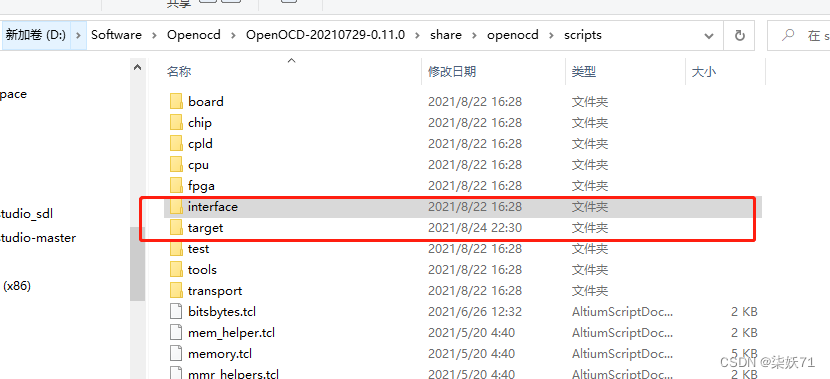 共享
新加卷 (D:) > Software > Openocd > OpenOCD-20210729-0.11.0 > share > openocd > scripts
在 s
名称 修改日期 类型 大小
pace
board 2021/8/22 16:28 文件夹
chip 2021/8/22 16:28 文件夹
cpld 2021/8/22 16:28 文件夹
cpu 2021/8/22 16:28 文件夹
fpga 2021/8/22 16:28 文件夹
interface 2021/8/22 16:28 文件夹
tudio_sdl
target 2021/8/24 22:30 文件夹
tudio-master
test 2021/8/22 16:28 文件夹
tools 2021/8/22 16:28 文件夹
(x86)
transport 2021/8/22 16:28 文件夹
bitsbytes.tcl 2021/6/26 12:32 AltiumScriptDoc... 2 KB
mem_helper.tcl 2021/5/20 4:40 AltiumScriptDoc... 2 KB
memory.tcl 2021/5/20 4:40 AltiumScriptDoc... 5 KB
mmr_helpers.tcl 2021/5/20 4:40 AltiumScriptDoc... 2 KB
CSDN @柒妖71